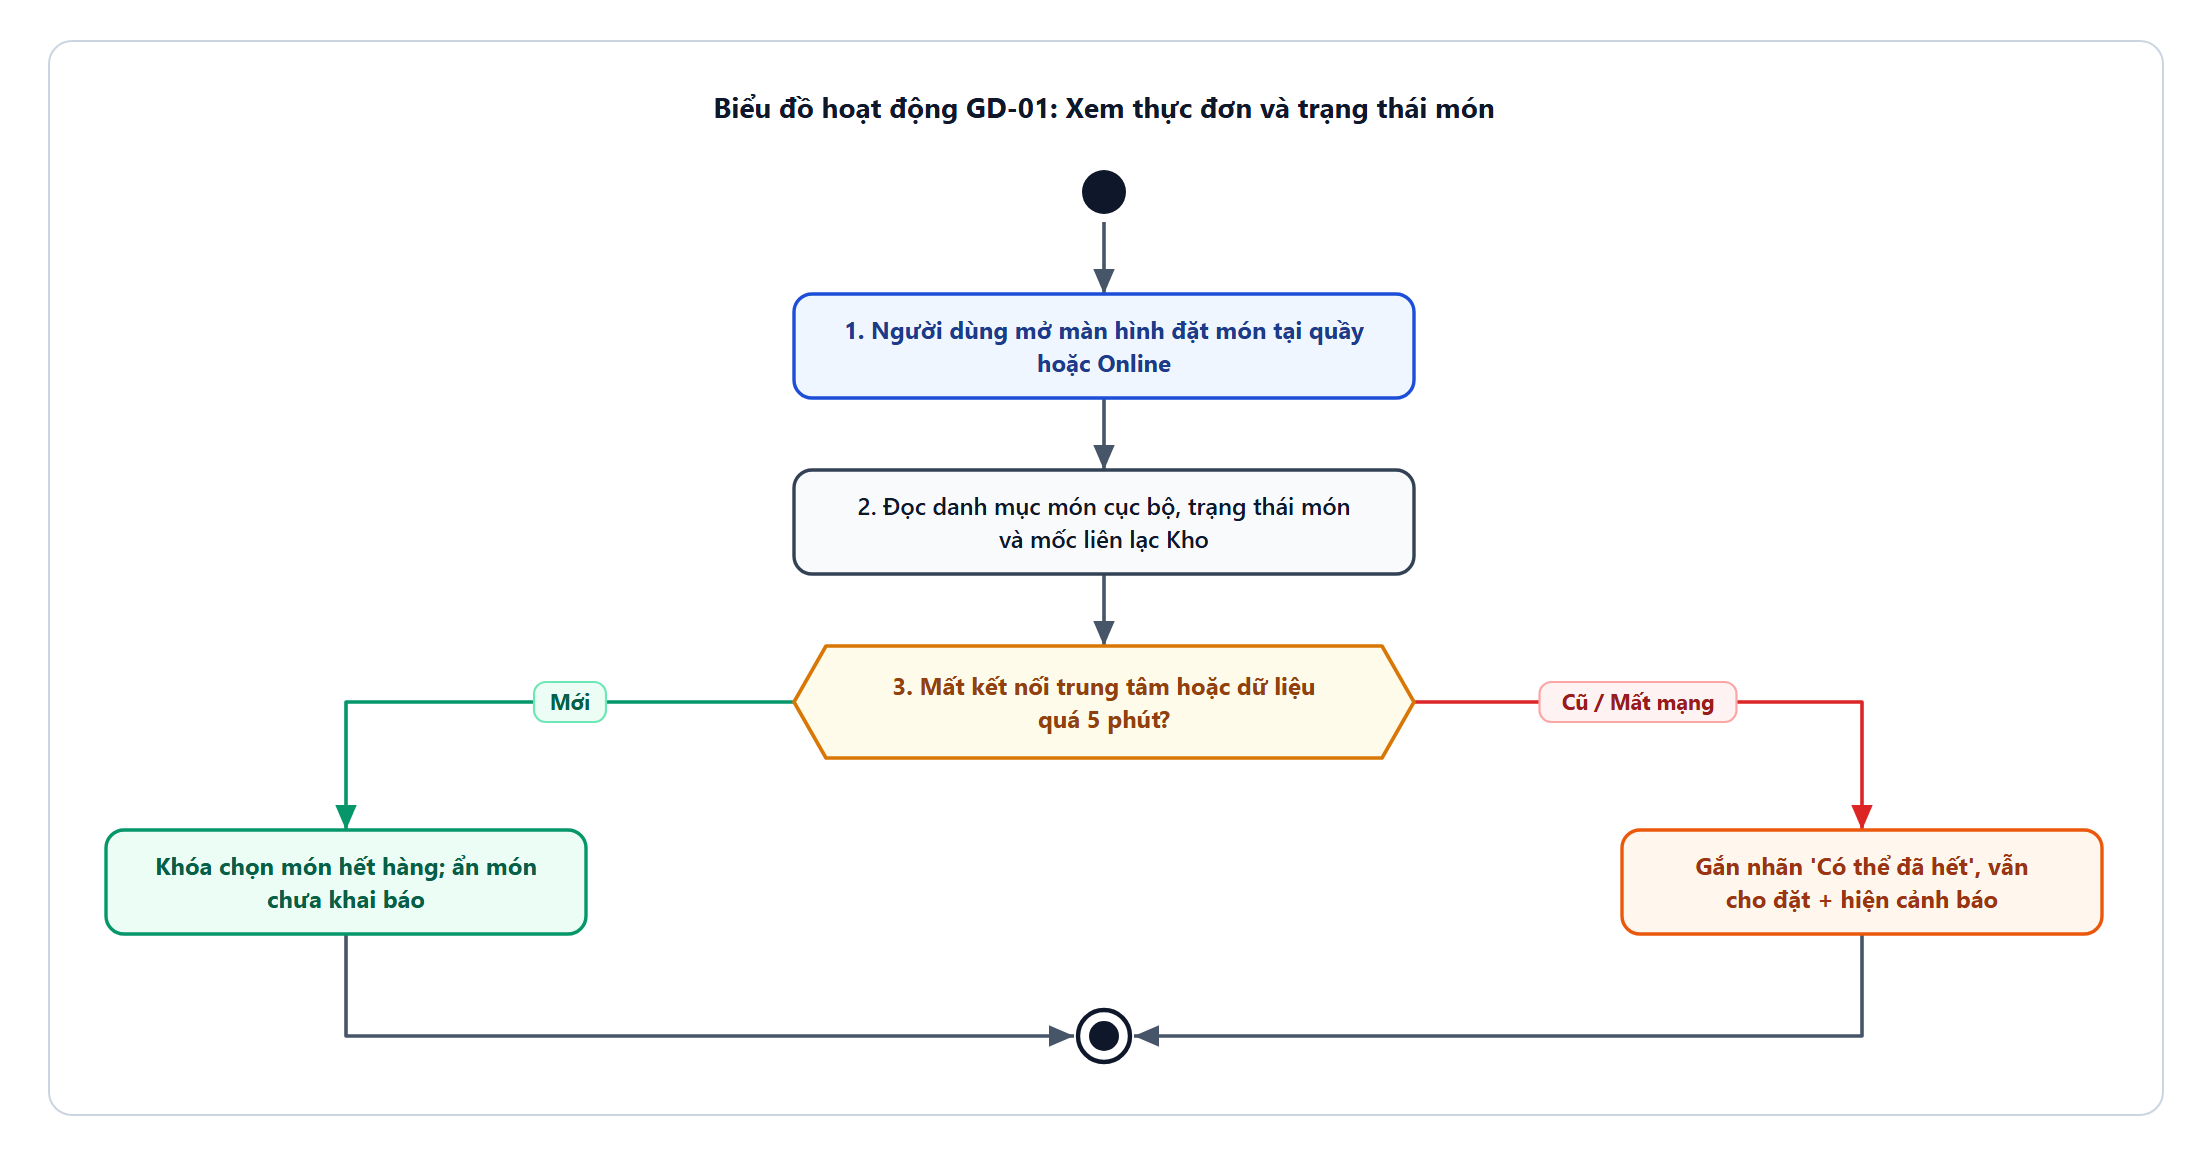 Biểu đồ hoạt động GD-01: Xem thực đơn và trạng thái món
1. Người dùng mở màn hình đặt món tại quầy
hoặc Online
2. Đọc danh mục món cục bộ, trạng thái món
và mốc liên lạc Kho
3. Mất kết nối trung tâm hoặc dữ liệu
quá 5 phút?
Mới
Cũ / Mất mạng
Khóa chọn món hết hàng; ẩn món
chưa khai báo
Gắn nhãn 'Có thể đã hết', vẫn
cho đặt + hiện cảnh báo